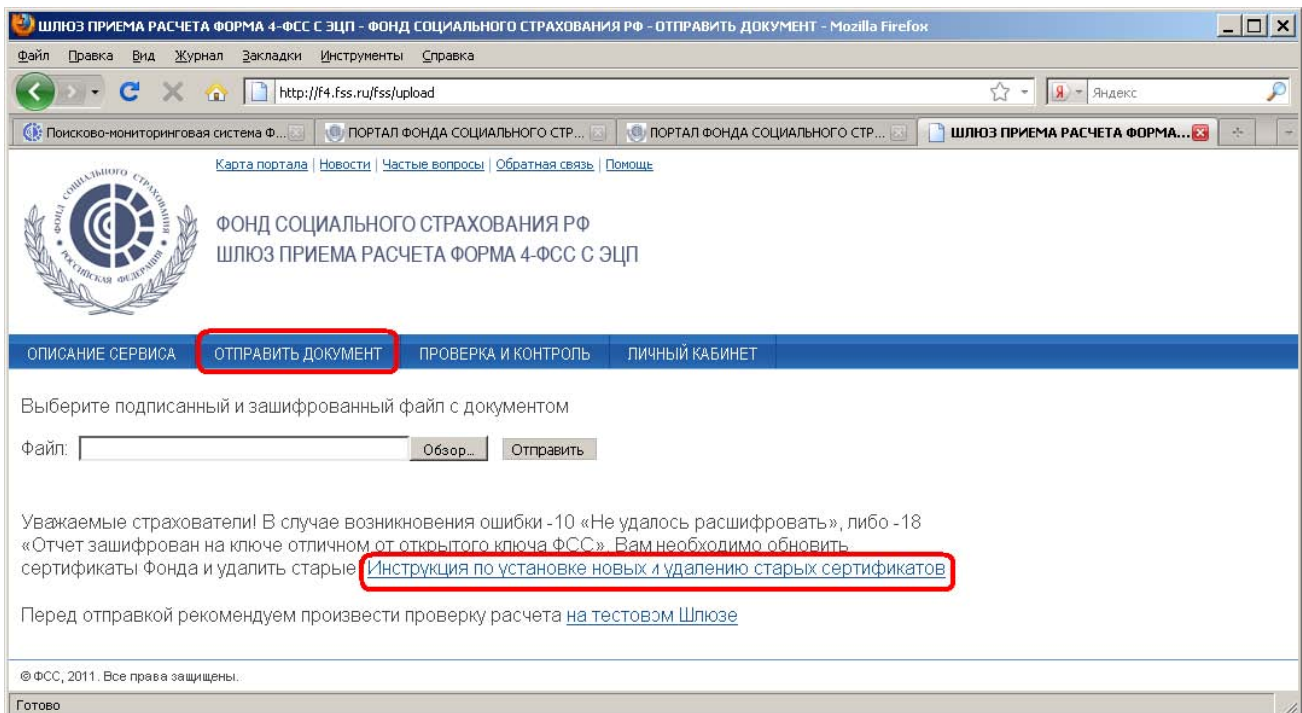 ШЛЮЗ ПРИЕМА РАСЧЕТА ФОРМА 4-ФСС С ЭЦП - ФОНД СОЦИАЛЬНОГО СТРАХОВАНИЯ РФ - ОТПРАВИТЬ ДОКУМЕНТ - Mozilla Firefox
Файл Правка Вид Журнал Закладки Инструменты Справка
http://f4.fss.ru/fss/upload Я Яндекс
Поисково-мониторинговая система Ф... ПОРТАЛ ФОНДА СОЦИАЛЬНОГО СТР... ПОРТАЛ ФОНДА СОЦИАЛЬНОГО СТР... ШЛЮЗ ПРИЕМА РАСЧЕТА ФОРМА...
Карта портала | Новости | Частые вопросы | Обратная связь | Помощь
ФОНД СОЦИАЛЬНОГО СТРАХОВАНИЯ
РОССИЙСКАЯ ФЕДЕРАЦИЯ
ФОНД СОЦИАЛЬНОГО СТРАХОВАНИЯ РФ
ШЛЮЗ ПРИЕМА РАСЧЕТА ФОРМА 4-ФСС С ЭЦП
ОПИСАНИЕ СЕРВИСА ОТПРАВИТЬ ДОКУМЕНТ ПРОВЕРКА И КОНТРОЛЬ ЛИЧНЫЙ КАБИНЕТ
Выберите подписанный и зашифрованный файл с документом
Файл: Обзор... Отправить
Уважаемые страхователи! В случае возникновения ошибки -10 «Не удалось расшифровать», либо -18
«Отчет зашифрован на ключе отличном от открытого ключа ФСС». Вам необходимо обновить
сертификаты Фонда и удалить старые Инструкция по установке новых и удалению старых сертификатов
Перед отправкой рекомендуем произвести проверку расчета на тестовом Шлюзе
© ФСС, 2011. Все права защищены.
Готово